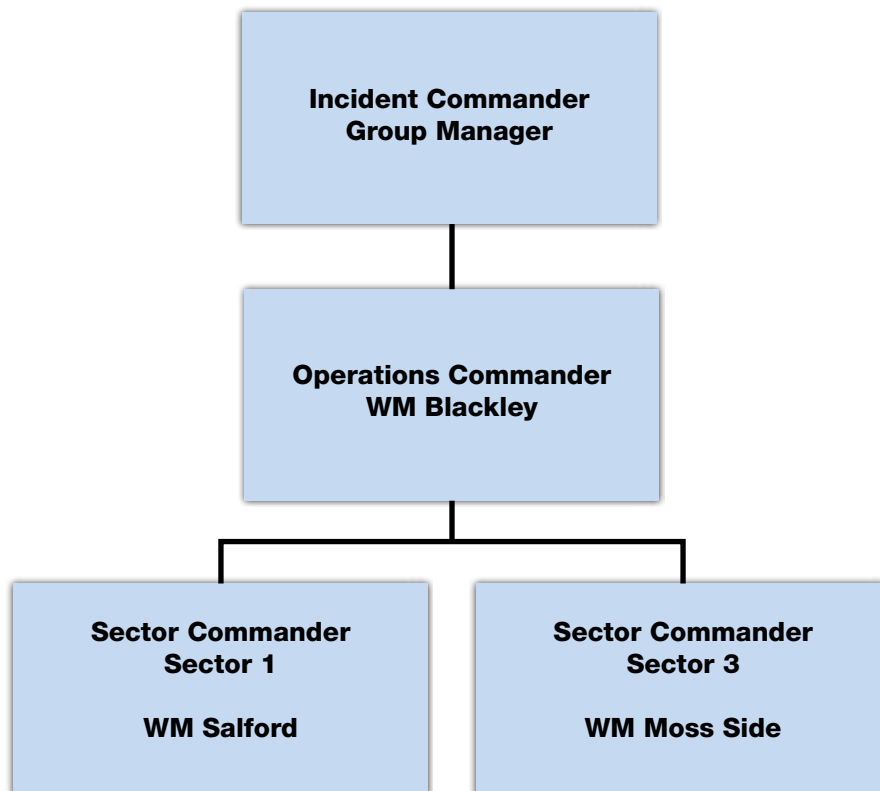 Incident Commander
Group Manager
Operations Commander
WM Blackley
Sector Commander
Sector 1
WM Salford
Sector Commander
Sector 3
WM Moss Side